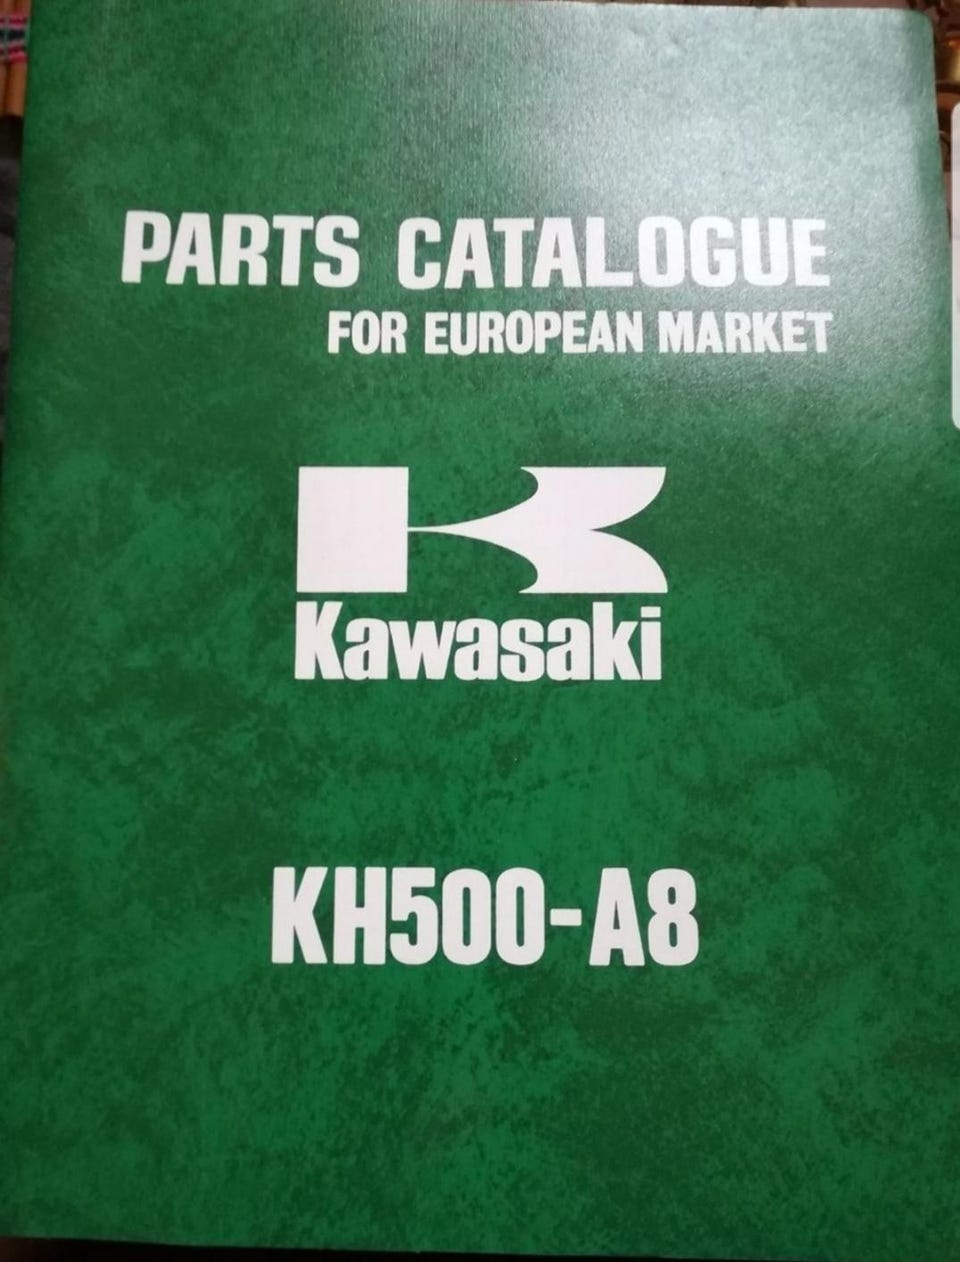 PARTS CATALOGUE
FOR EUROPEAN MARKET
Kawasaki
KH500-A8